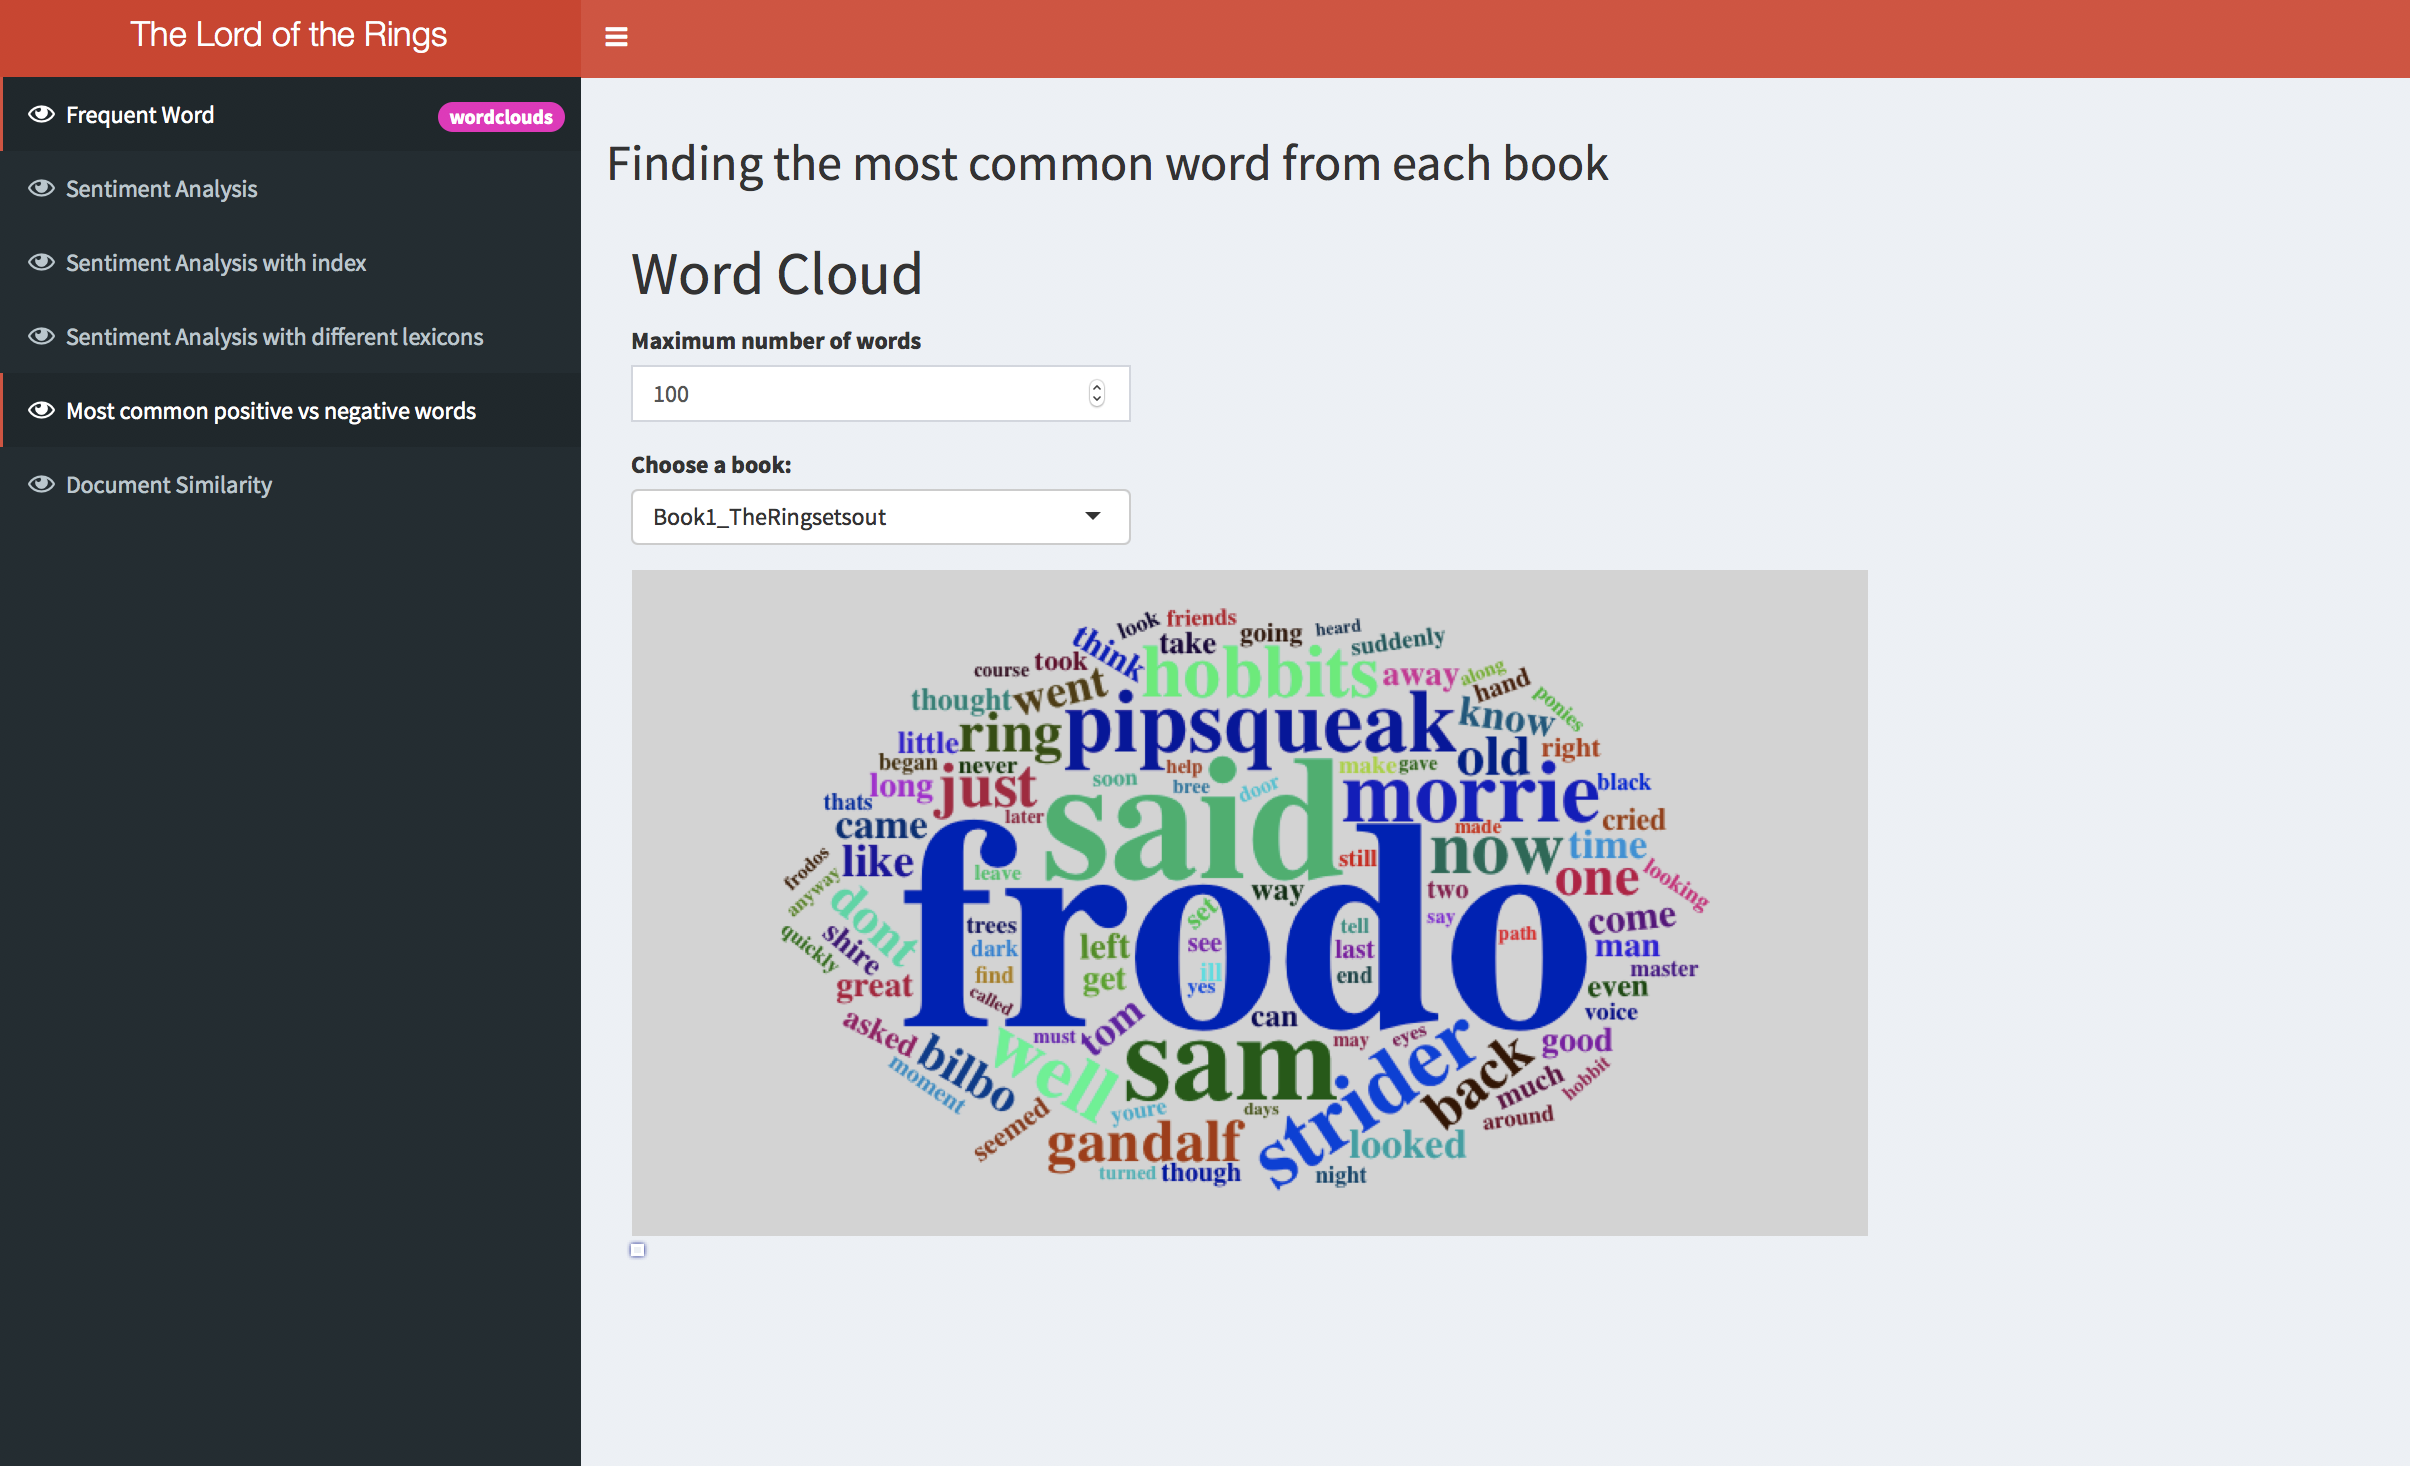 The Lord of the Rings
Frequent Word wordclouds
Sentiment Analysis
Sentiment Analysis with index
Sentiment Analysis with different lexicons
Most common positive vs negative words
Document Similarity
Finding the most common word from each book
Word Cloud
Maximum number of words
100
Choose a book:
Book1_TheRingsetsout
look friends
think take going heard suddenly
course took hobbits away along hand
thought went pipsqueak know ponies
little ring old right
began never help make gave
long just soon bree door said morrie black
thats later made cried
came now time
like leave still one looking
frodos anyway frodo way two
dont trees set tell say path come
shire dark left see last man
quickly find get ill end master
great called yes even
asked must tom can may eyes voice
bilbo well sam strider back good
moment youre days much hobbit
seemed gandalf looked around
turned though night